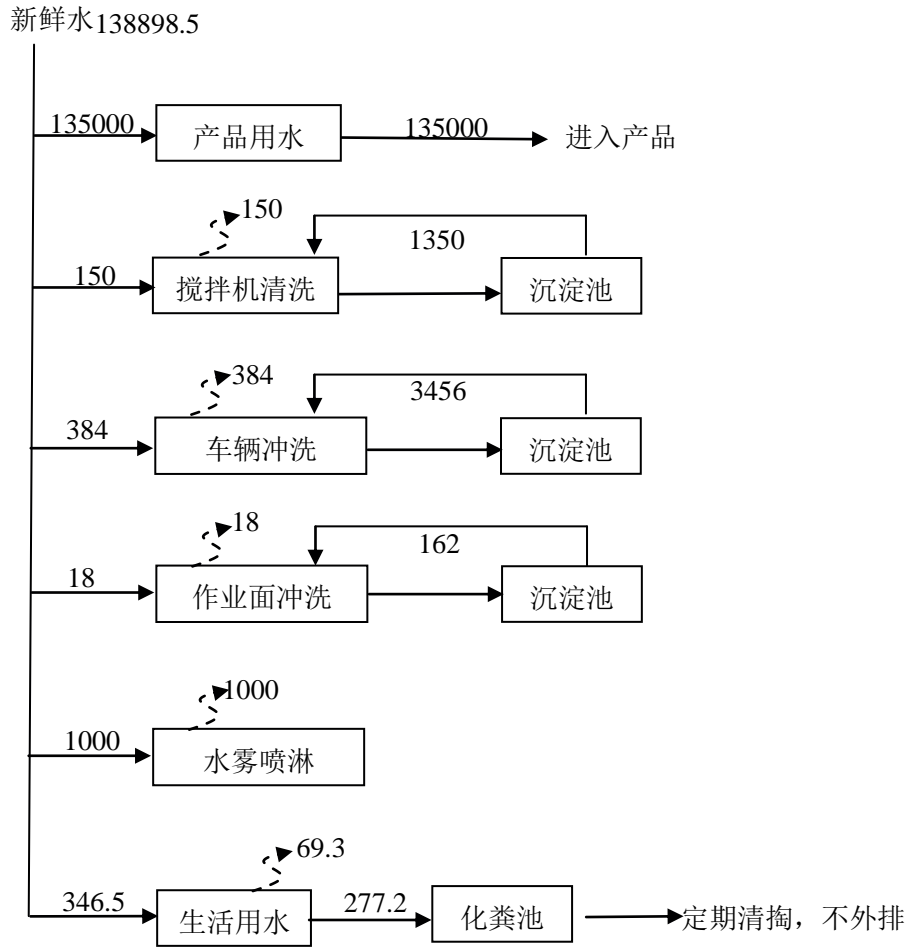 新鲜水138898.5
135000
产品用水
135000
进入产品
150
1350
150
搅拌机清洗
沉淀池
384
3456
384
车辆冲洗
沉淀池
18
162
18
作业面冲洗
沉淀池
1000
1000
水雾喷淋
69.3
346.5
生活用水
277.2
化粪池
定期清掏，不外排